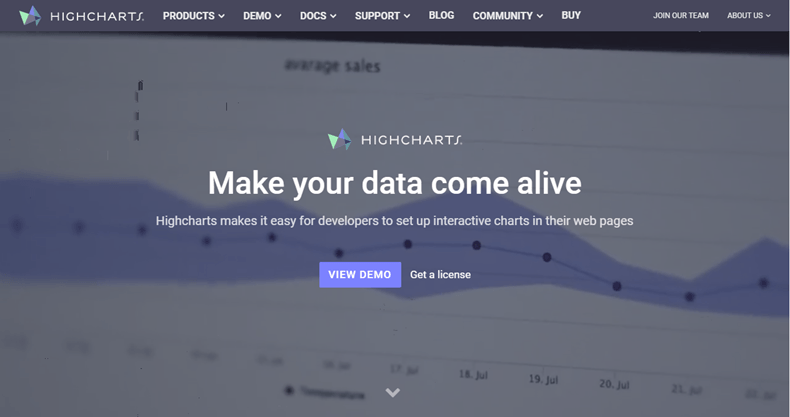 HIGHCHARTS
PRODUCTS DEMO DOCS SUPPORT BLOG COMMUNITY BUY JOIN OUR TEAM ABOUT US
avarage sales
HIGHCHARTS
Make your data come alive
Highcharts makes it easy for developers to set up interactive charts in their web pages
VIEW DEMO Get a license
17. Jul 18. Jul 19. Jul 20. Jul 21. Jul
Temperature